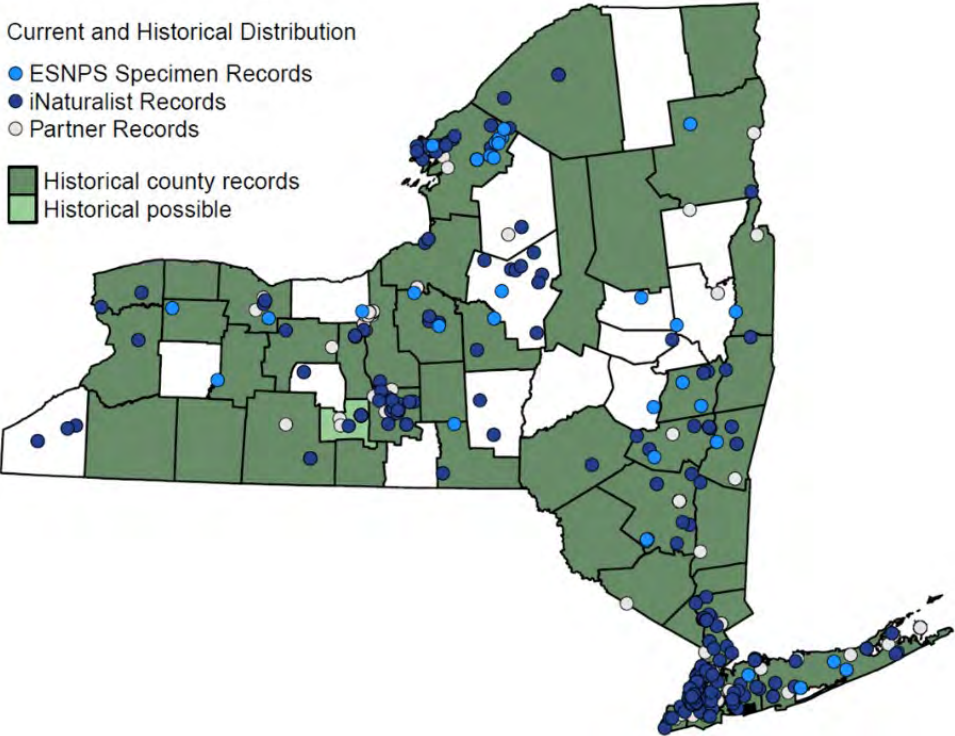 Current and Historical Distribution
ESNPS Specimen Records
iNaturalist Records
Partner Records
Historical county records
Historical possible